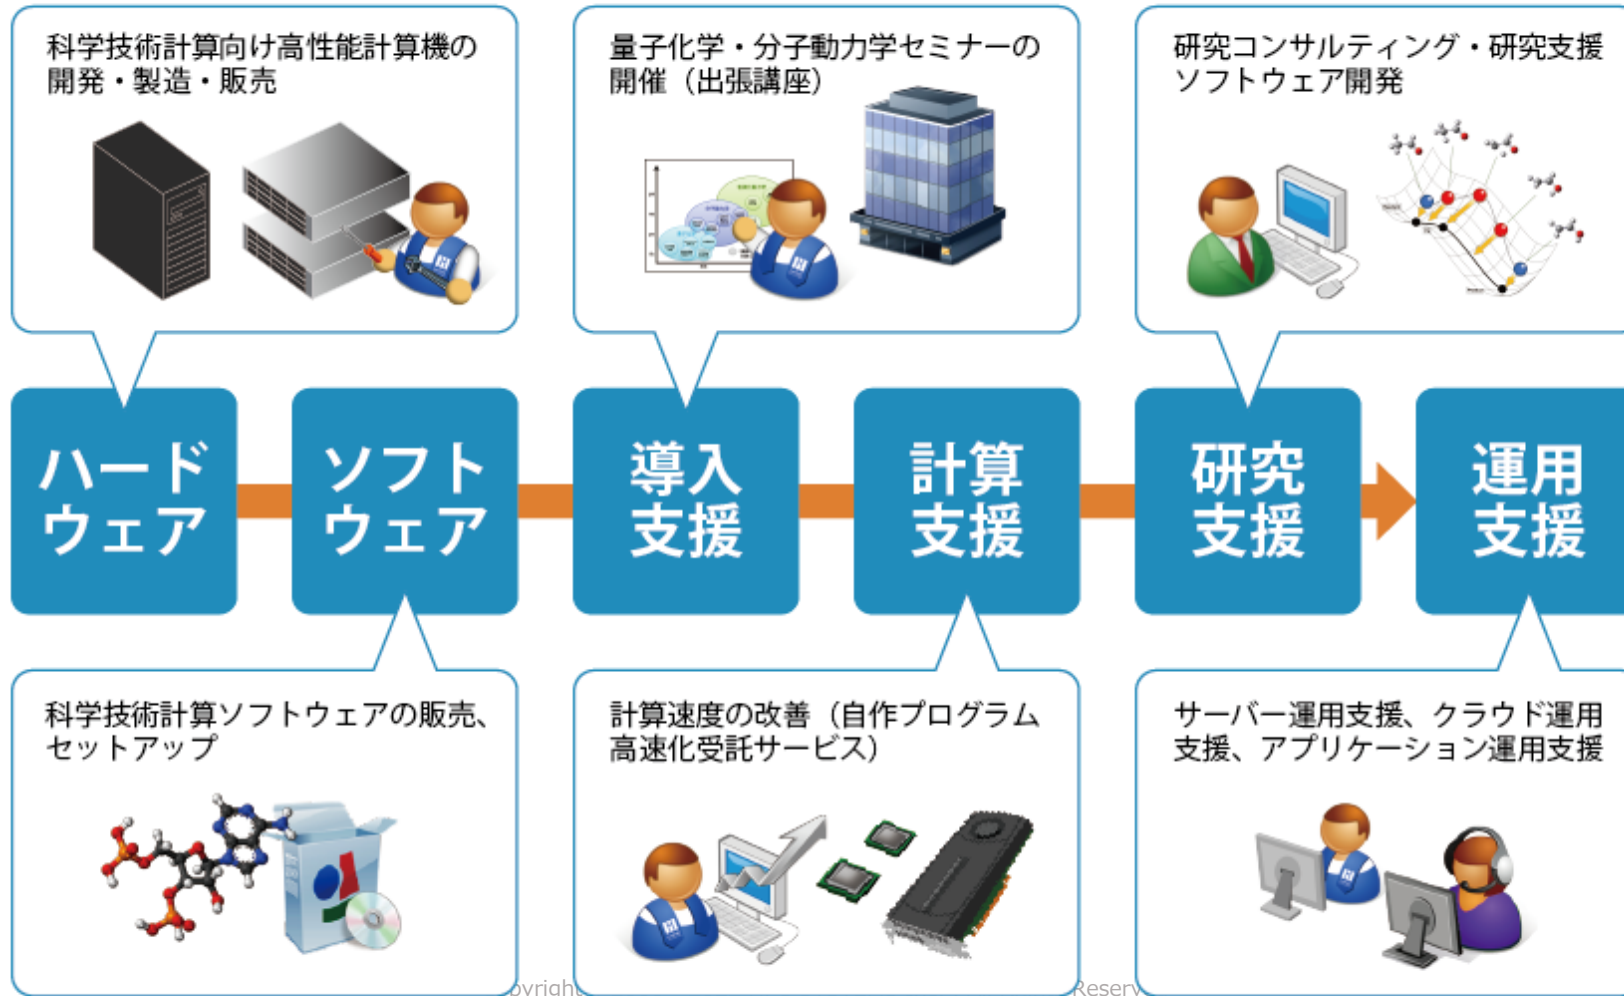 科学技術計算向け高性能計算機の
開発・製造・販売
量子化学・分子動力学セミナーの
開催（出張講座）
研究コンサルティング・研究支援
ソフトウェア開発
ハード
ウェア
ソフト
ウェア
導入
支援
計算
支援
研究
支援
運用
支援
科学技術計算ソフトウェアの販売、
セットアップ
計算速度の改善（自作プログラム
高速化受託サービス）
サーバー運用支援、クラウド運用
支援、アプリケーション運用支援